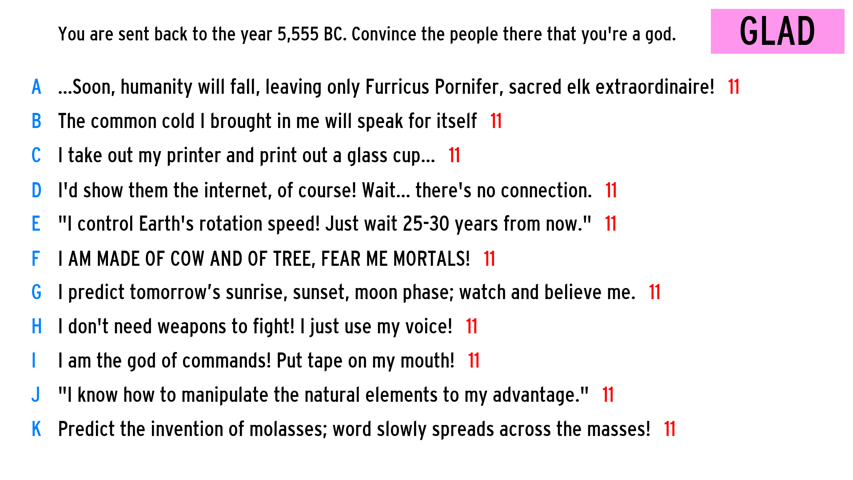 You are sent back to the year 5,555 BC. Convince the people there that you're a god.
GLAD
A ...Soon, humanity will fall, leaving only Furricus Pornifer, sacred elk extraordinaire! 11
B The common cold I brought in me will speak for itself 11
C I take out my printer and print out a glass cup... 11
D I'd show them the internet, of course! Wait... there's no connection. 11
E "I control Earth's rotation speed! Just wait 25-30 years from now." 11
F I AM MADE OF COW AND OF TREE, FEAR ME MORTALS! 11
G I predict tomorrow’s sunrise, sunset, moon phase; watch and believe me. 11
H I don't need weapons to fight! I just use my voice! 11
I I am the god of commands! Put tape on my mouth! 11
J "I know how to manipulate the natural elements to my advantage." 11
K Predict the invention of molasses; word slowly spreads across the masses! 11